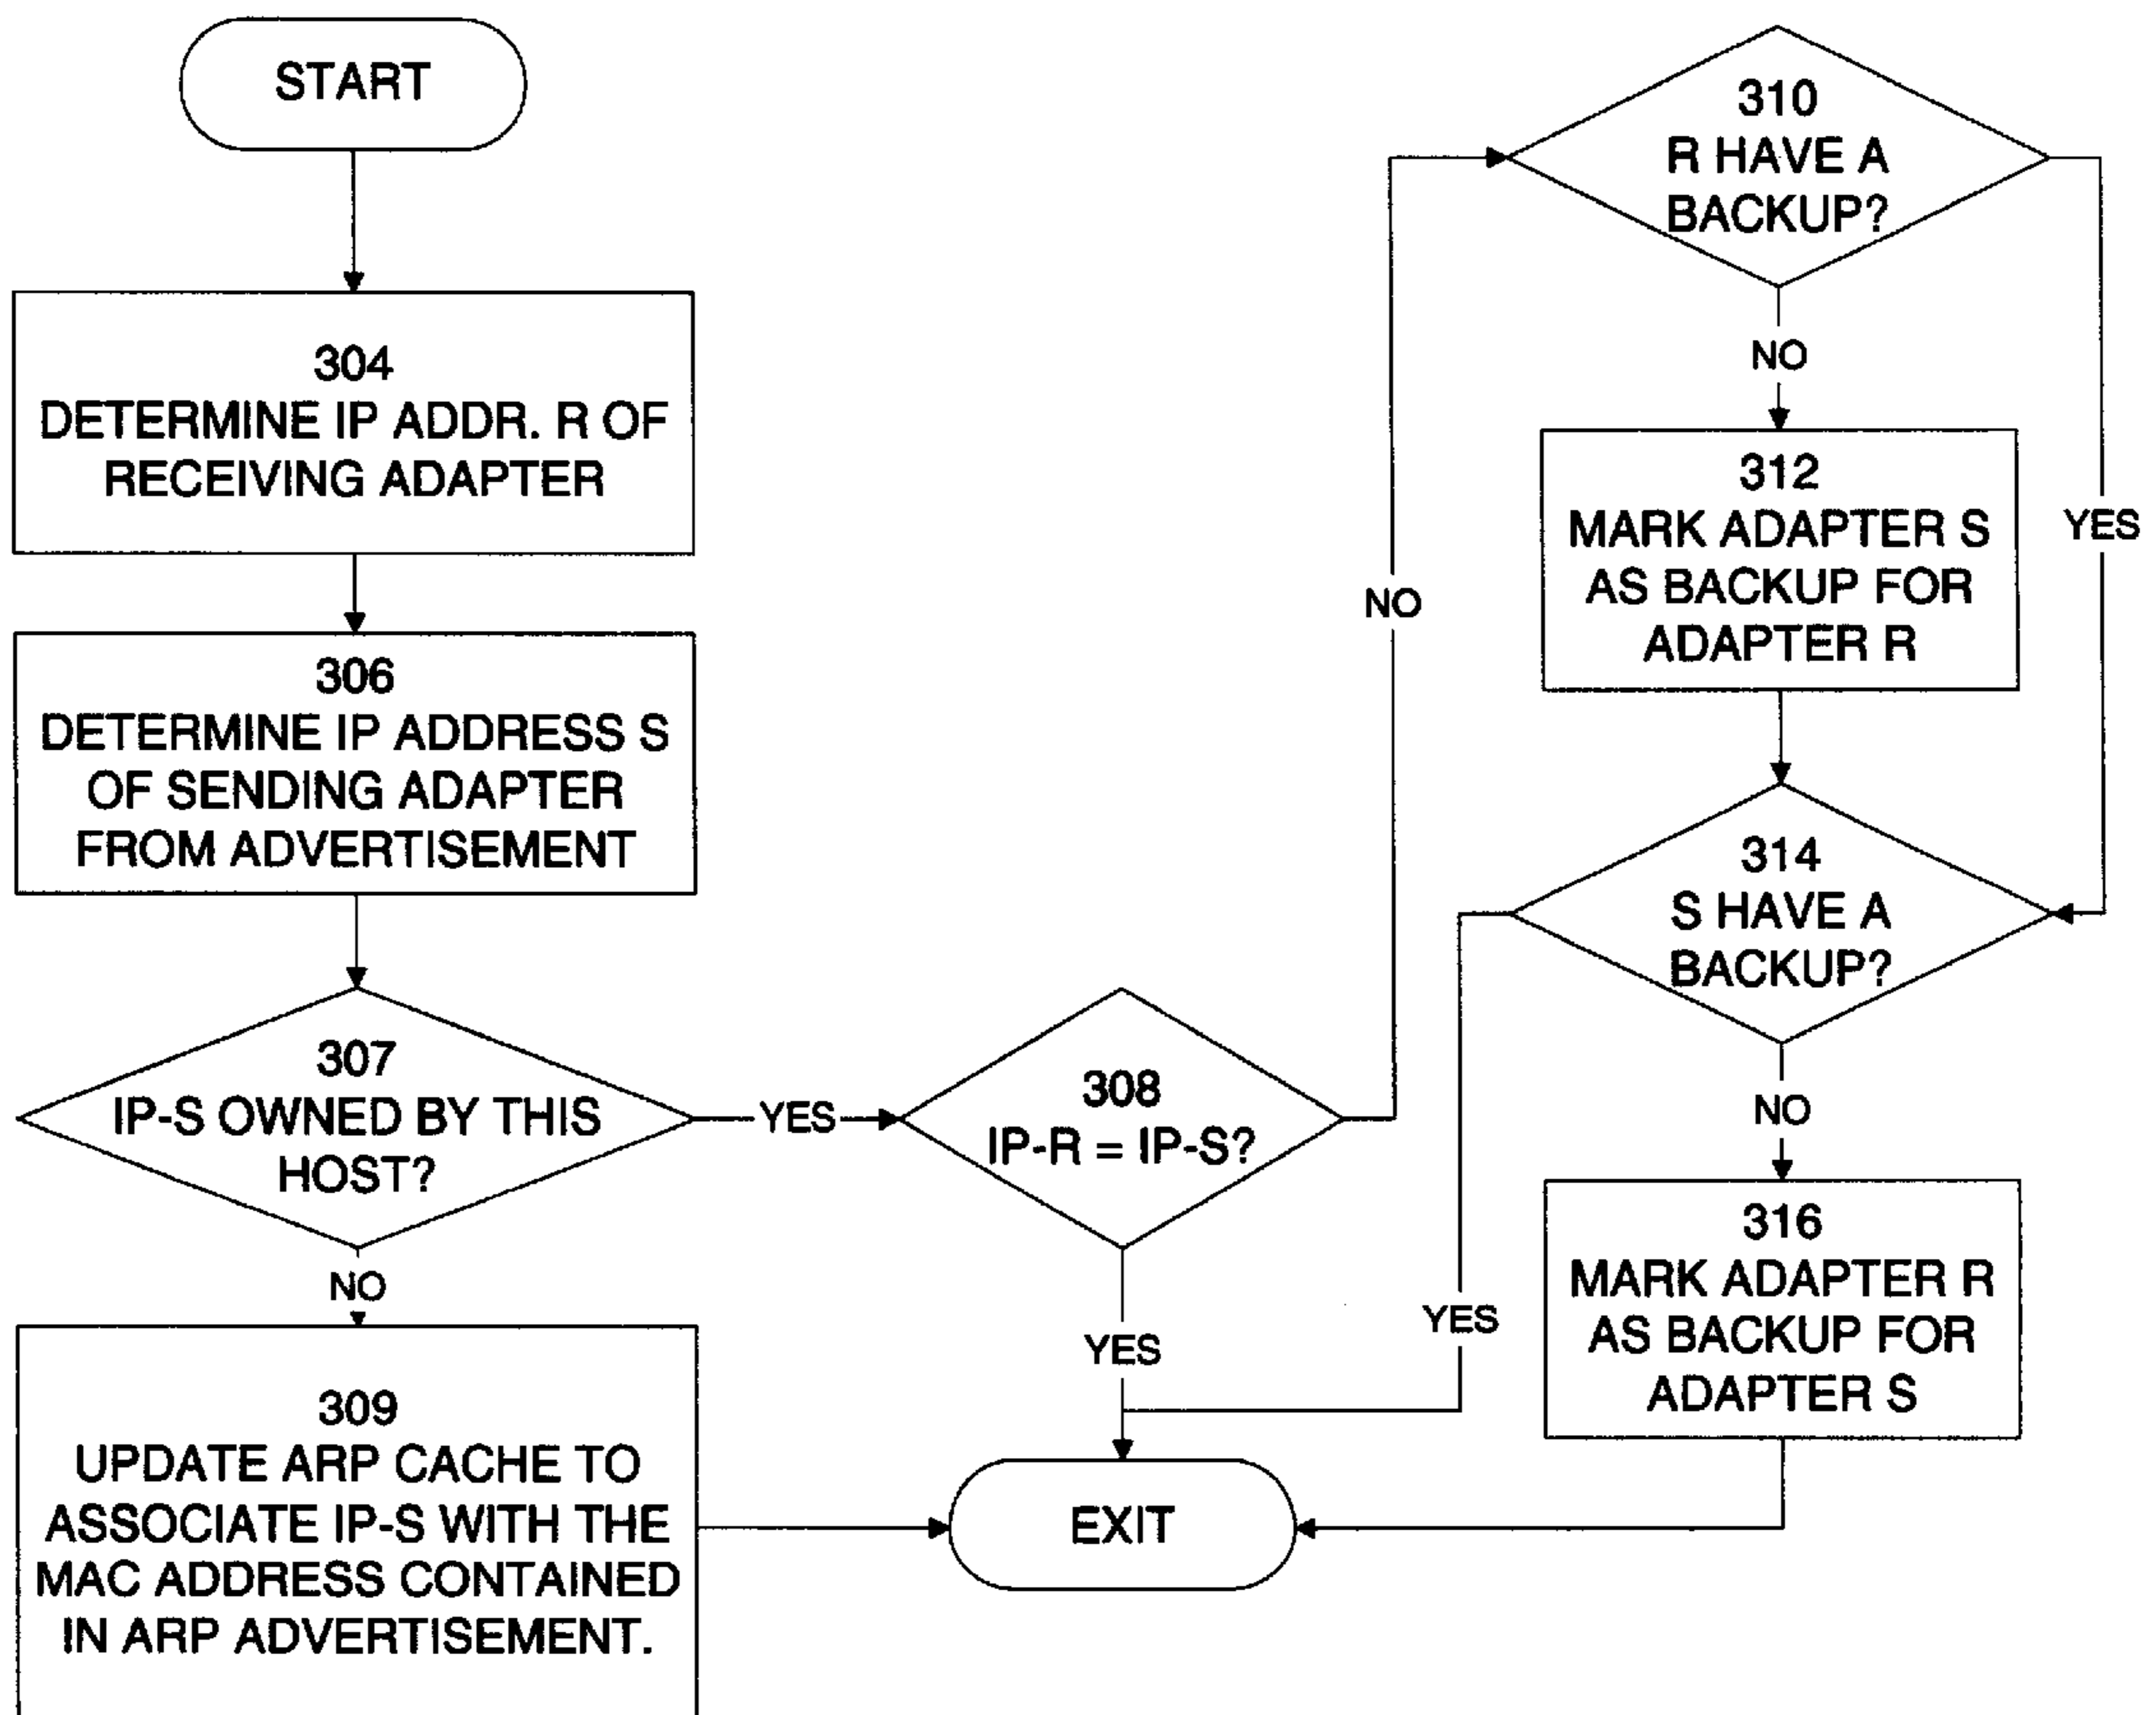 START
304
DETERMINE IP ADDR. R OF
RECEIVING ADAPTER
306
DETERMINE IP ADDRESS S
OF SENDING ADAPTER
FROM ADVERTISEMENT
307
IP-S OWNED BY THIS
HOST?
YES
NO
308
IP-R = IP-S?
NO
YES
309
UPDATE ARP CACHE TO
ASSOCIATE IP-S WITH THE
MAC ADDRESS CONTAINED
IN ARP ADVERTISEMENT.
310
R HAVE A
BACKUP?
NO
YES
312
MARK ADAPTER S
AS BACKUP FOR
ADAPTER R
314
S HAVE A
BACKUP?
NO
YES
316
MARK ADAPTER R
AS BACKUP FOR
ADAPTER S
EXIT